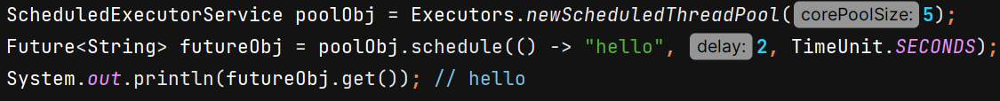 ScheduledExecutorService poolObj = Executors.newScheduledThreadPool( corePoolSize: 5);
Future<String> futureObj = poolObj.schedule(() -> "hello", delay: 2, TimeUnit.SECONDS);
System.out.println(futureObj.get()); // hello